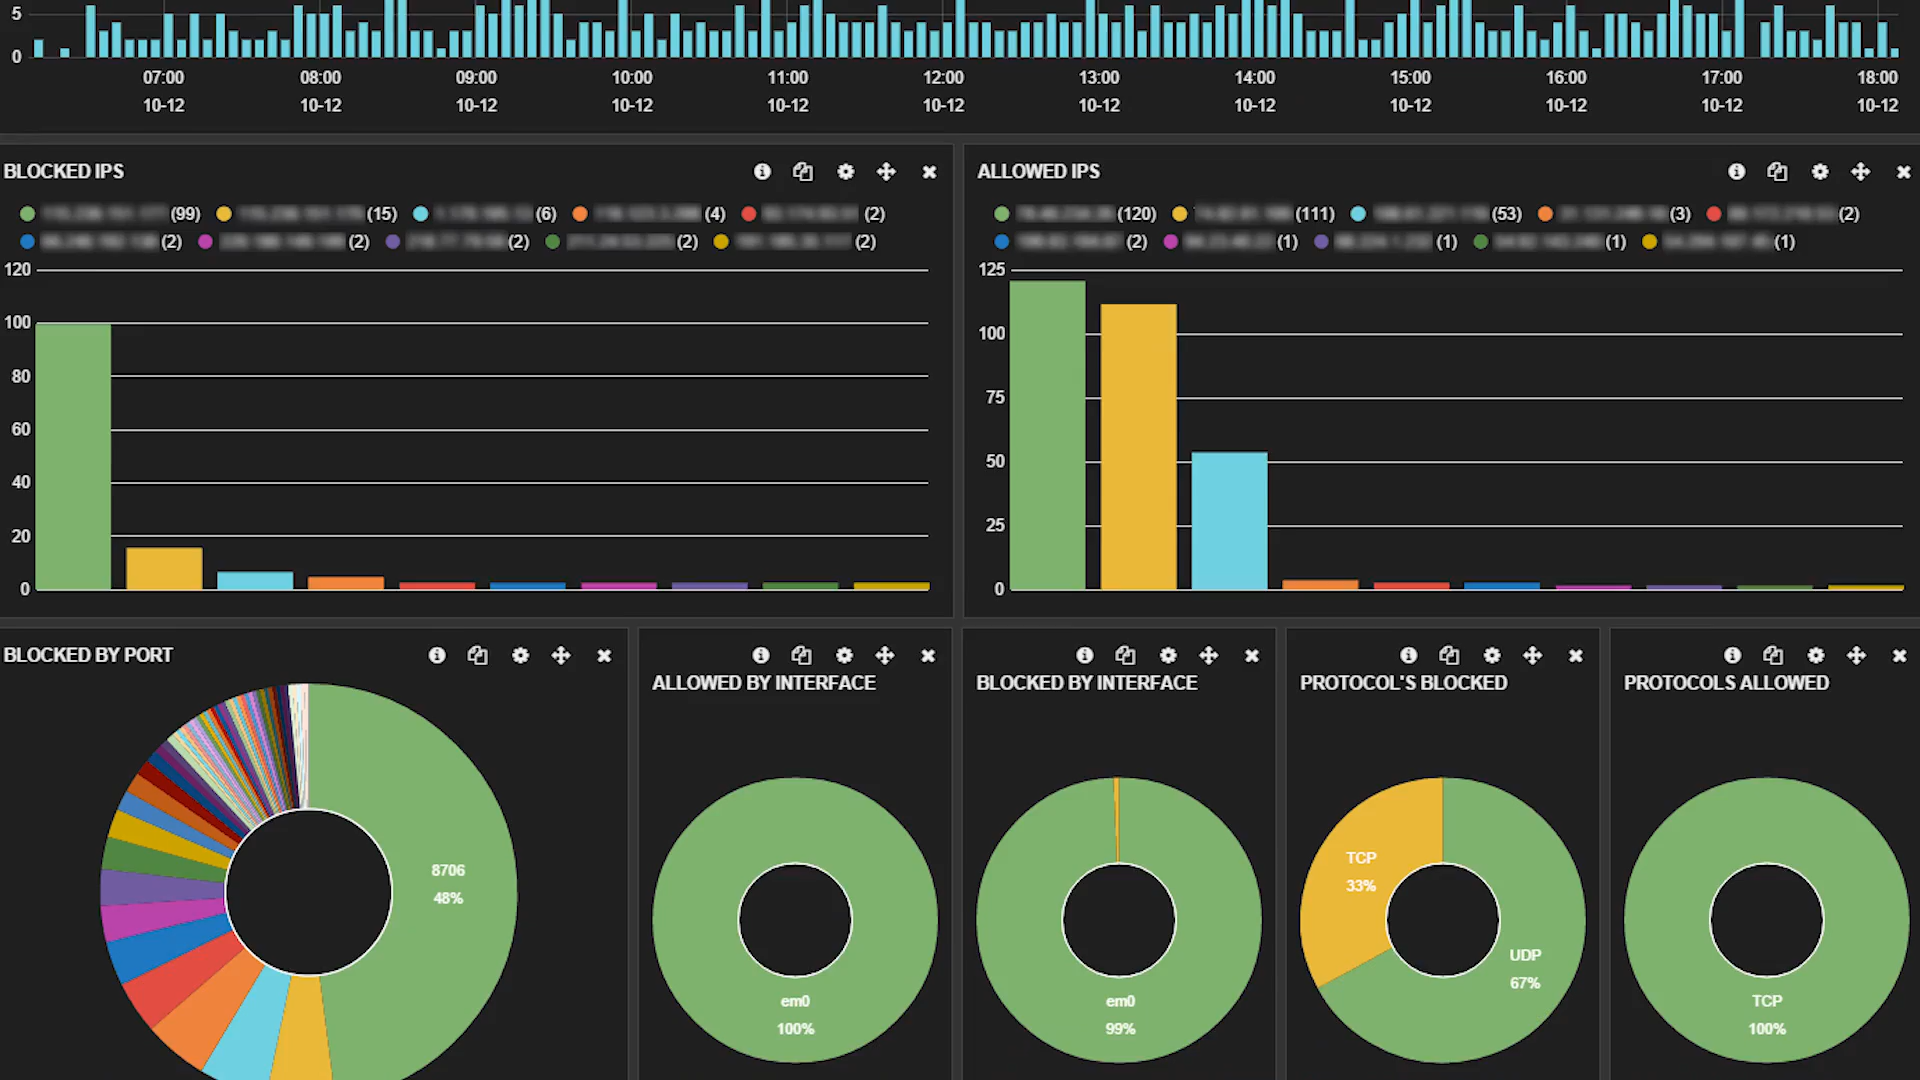 5
0
07:00 08:00 09:00 10:00 11:00 12:00 13:00 14:00 15:00 16:00 17:00 18:00
10-12 10-12 10-12 10-12 10-12 10-12 10-12 10-12 10-12 10-12 10-12 10-12
BLOCKED IPS
(99) (15) (6) (4) (2)
(2) (2) (2) (2) (2)
120
100
80
60
40
20
0
ALLOWED IPS
(120) (111) (53) (3) (2)
(2) (1) (1) (1) (1)
125
100
75
50
25
0
BLOCKED BY PORT
8706
48%
ALLOWED BY INTERFACE
em0
100%
BLOCKED BY INTERFACE
em0
99%
PROTOCOL'S BLOCKED
TCP
33%
UDP
67%
PROTOCOLS ALLOWED
TCP
100%